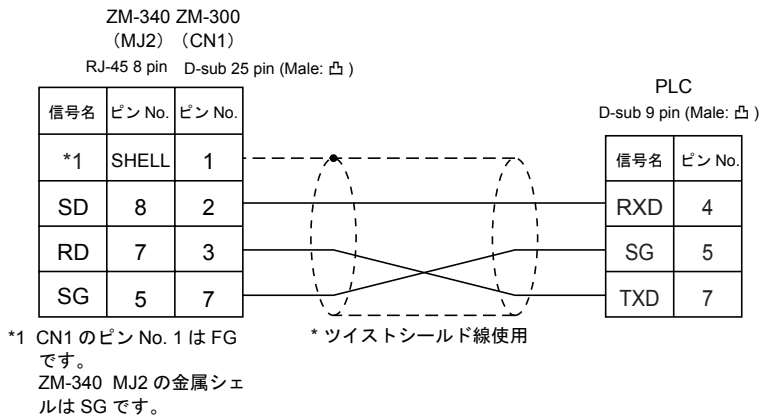 ZM-340 ZM-300
（MJ2）（CN1）
RJ-45 8 pin D-sub 25 pin (Male: 凸 )
PLC
D-sub 9 pin (Male: 凸 )
信号名 ピン No. ピン No.
*1 SHELL 1
SD 8 2
RD 7 3
SG 5 7
信号名 ピン No.
RXD 4
SG 5
TXD 7
*1 CN1 のピン No. 1 は FG
です。
ZM-340 MJ2 の金属シェ
ルは SG です。
* ツイストシールド線使用